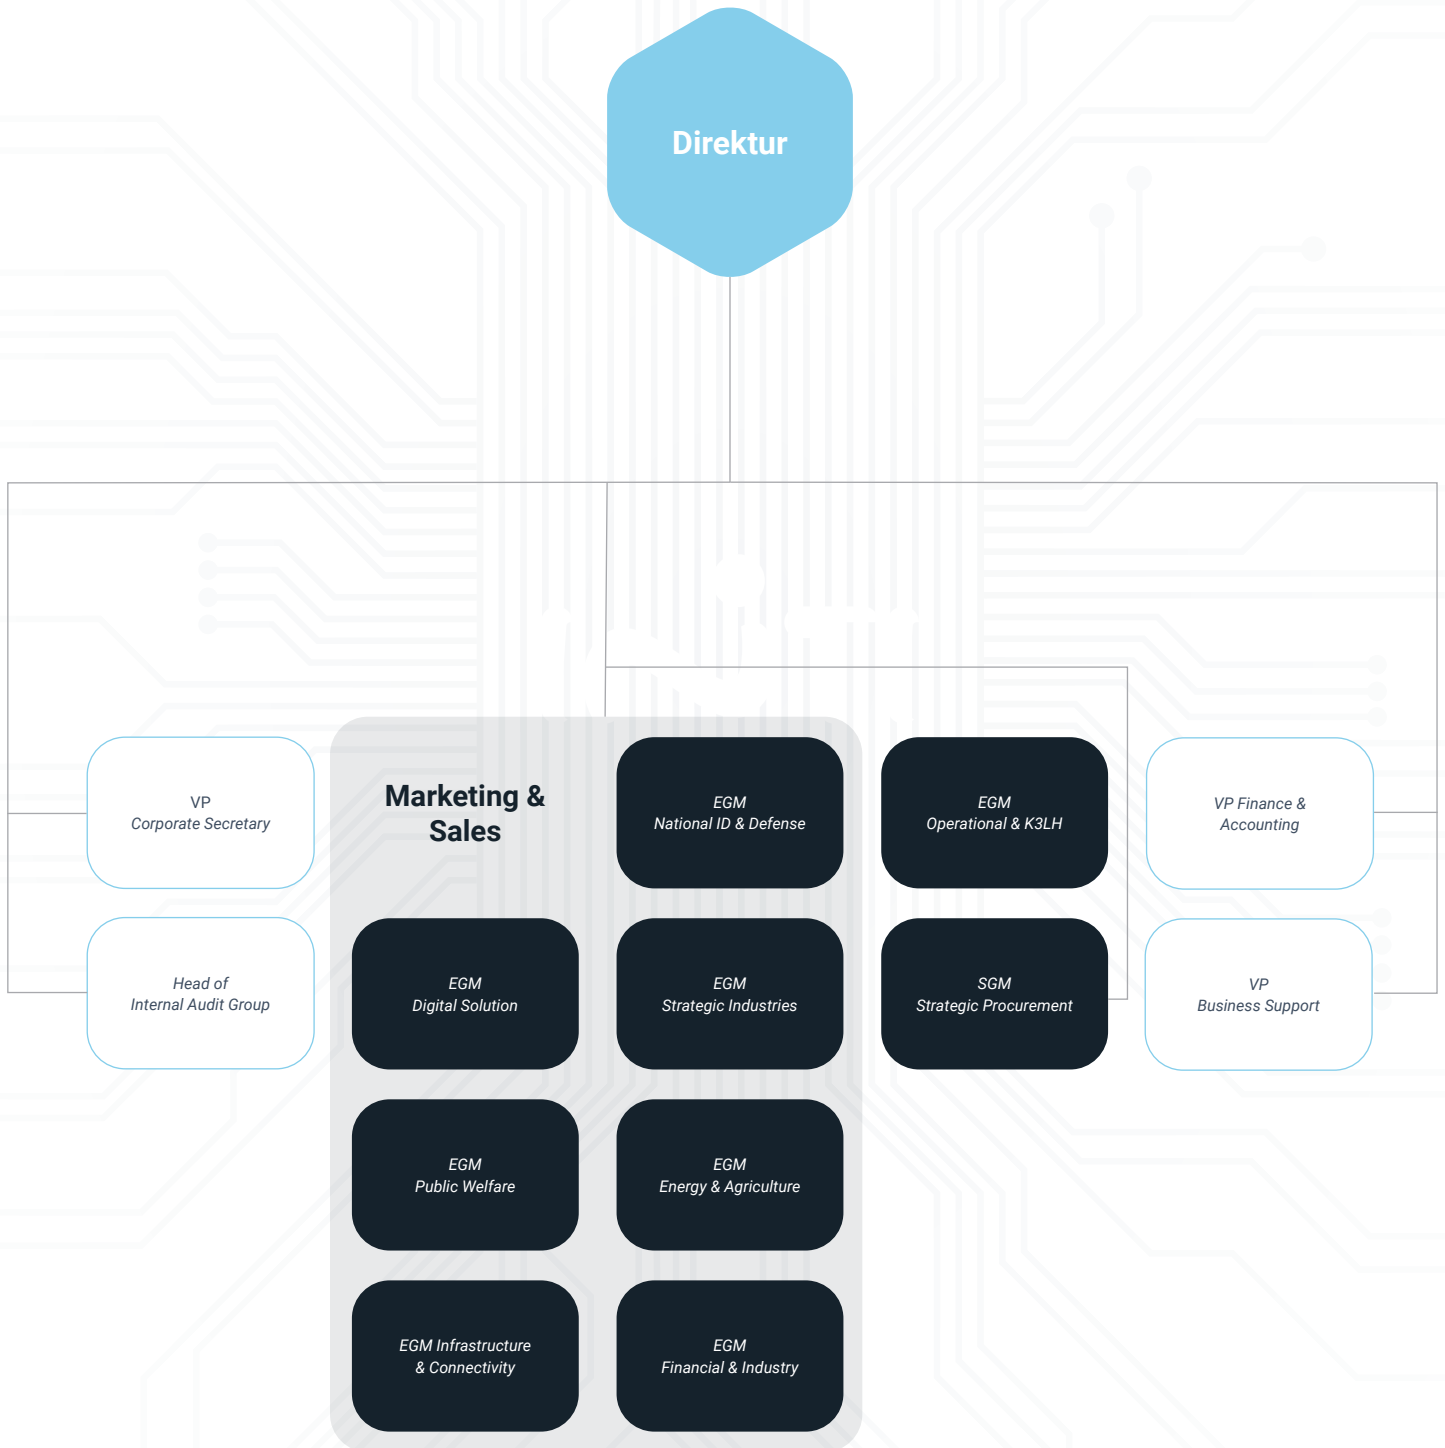 Direktur
VP
Corporate Secretary
Head of
Internal Audit Group
Marketing &
Sales
EGM
National ID & Defense
EGM
Digital Solution
EGM
Strategic Industries
EGM
Public Welfare
EGM
Energy & Agriculture
EGM Infrastructure
& Connectivity
EGM
Financial & Industry
EGM
Operational & K3LH
SGM
Strategic Procurement
VP Finance &
Accounting
VP
Business Support